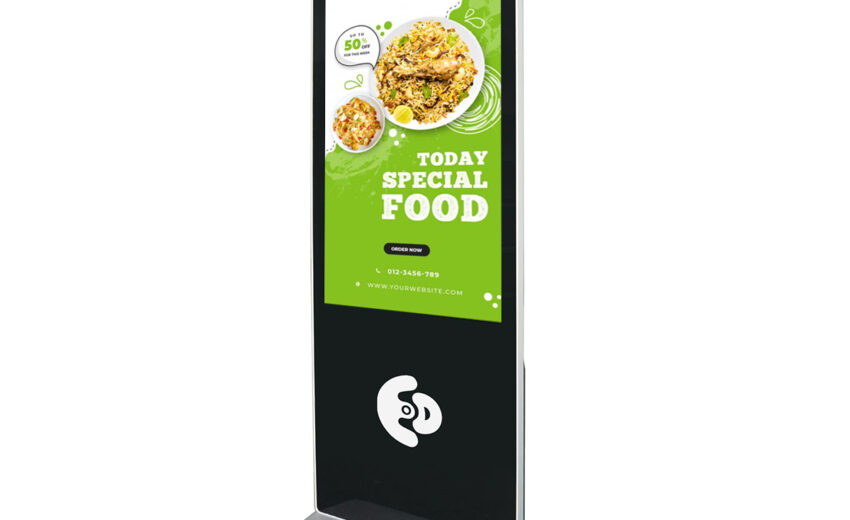 UP TO
50% OFF
FOR THIS WEEK
TODAY
SPECIAL
FOOD
ORDER NOW
012-3456-789
WWW.YOURWEBSITE.COM